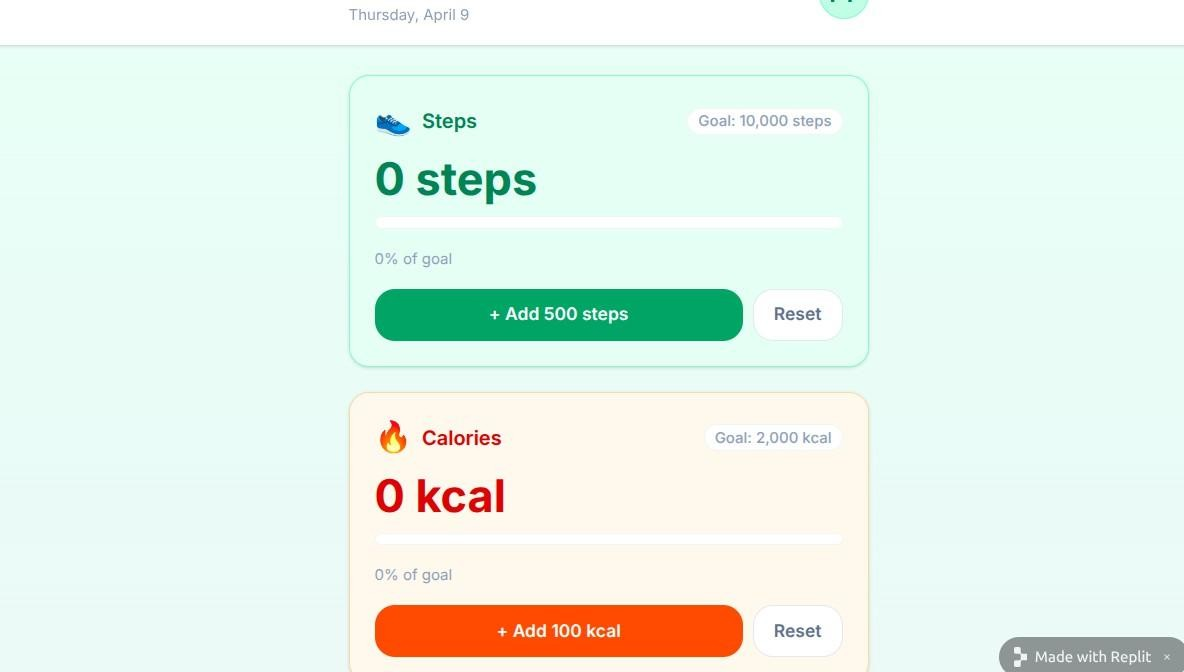 Thursday, April 9
Steps
Goal: 10,000 steps
0 steps
0% of goal
+ Add 500 steps
Reset
Calories
Goal: 2,000 kcal
0 kcal
0% of goal
+ Add 100 kcal
Reset
Made with Replit ×